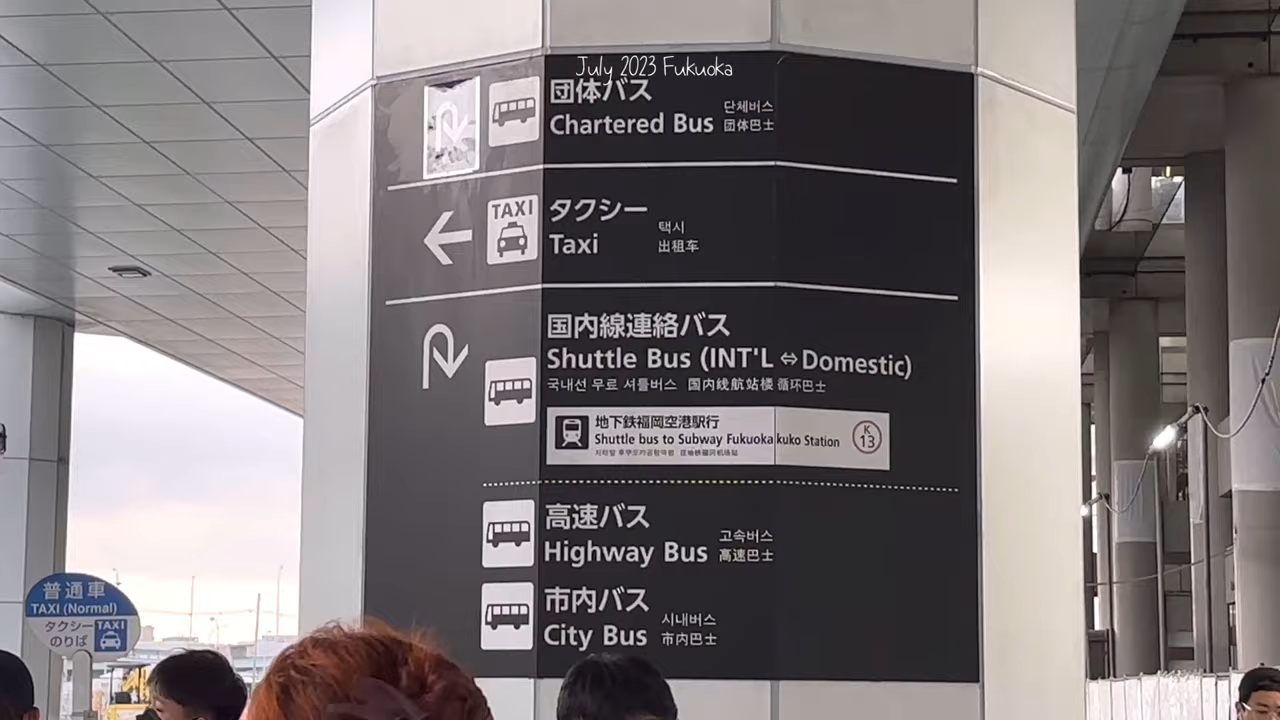 July 2023 Fukuoka
団体バス
Chartered Bus
단체버스
团体巴士
TAXI
タクシー
Taxi
택시
出租车
国内線連絡バス
Shuttle Bus (INT'L ⇔ Domestic)
국내선 무료 셔틀버스 国内线航站楼循环巴士
地下鉄福岡空港駅行
Shuttle bus to Subway Fukuokakuko Station
K
13
高速バス
Highway Bus
고속버스
高速巴士
市内バス
City Bus
시내버스
市内巴士
普通車
TAXI (Normal)
タクシー
のりば
TAXI